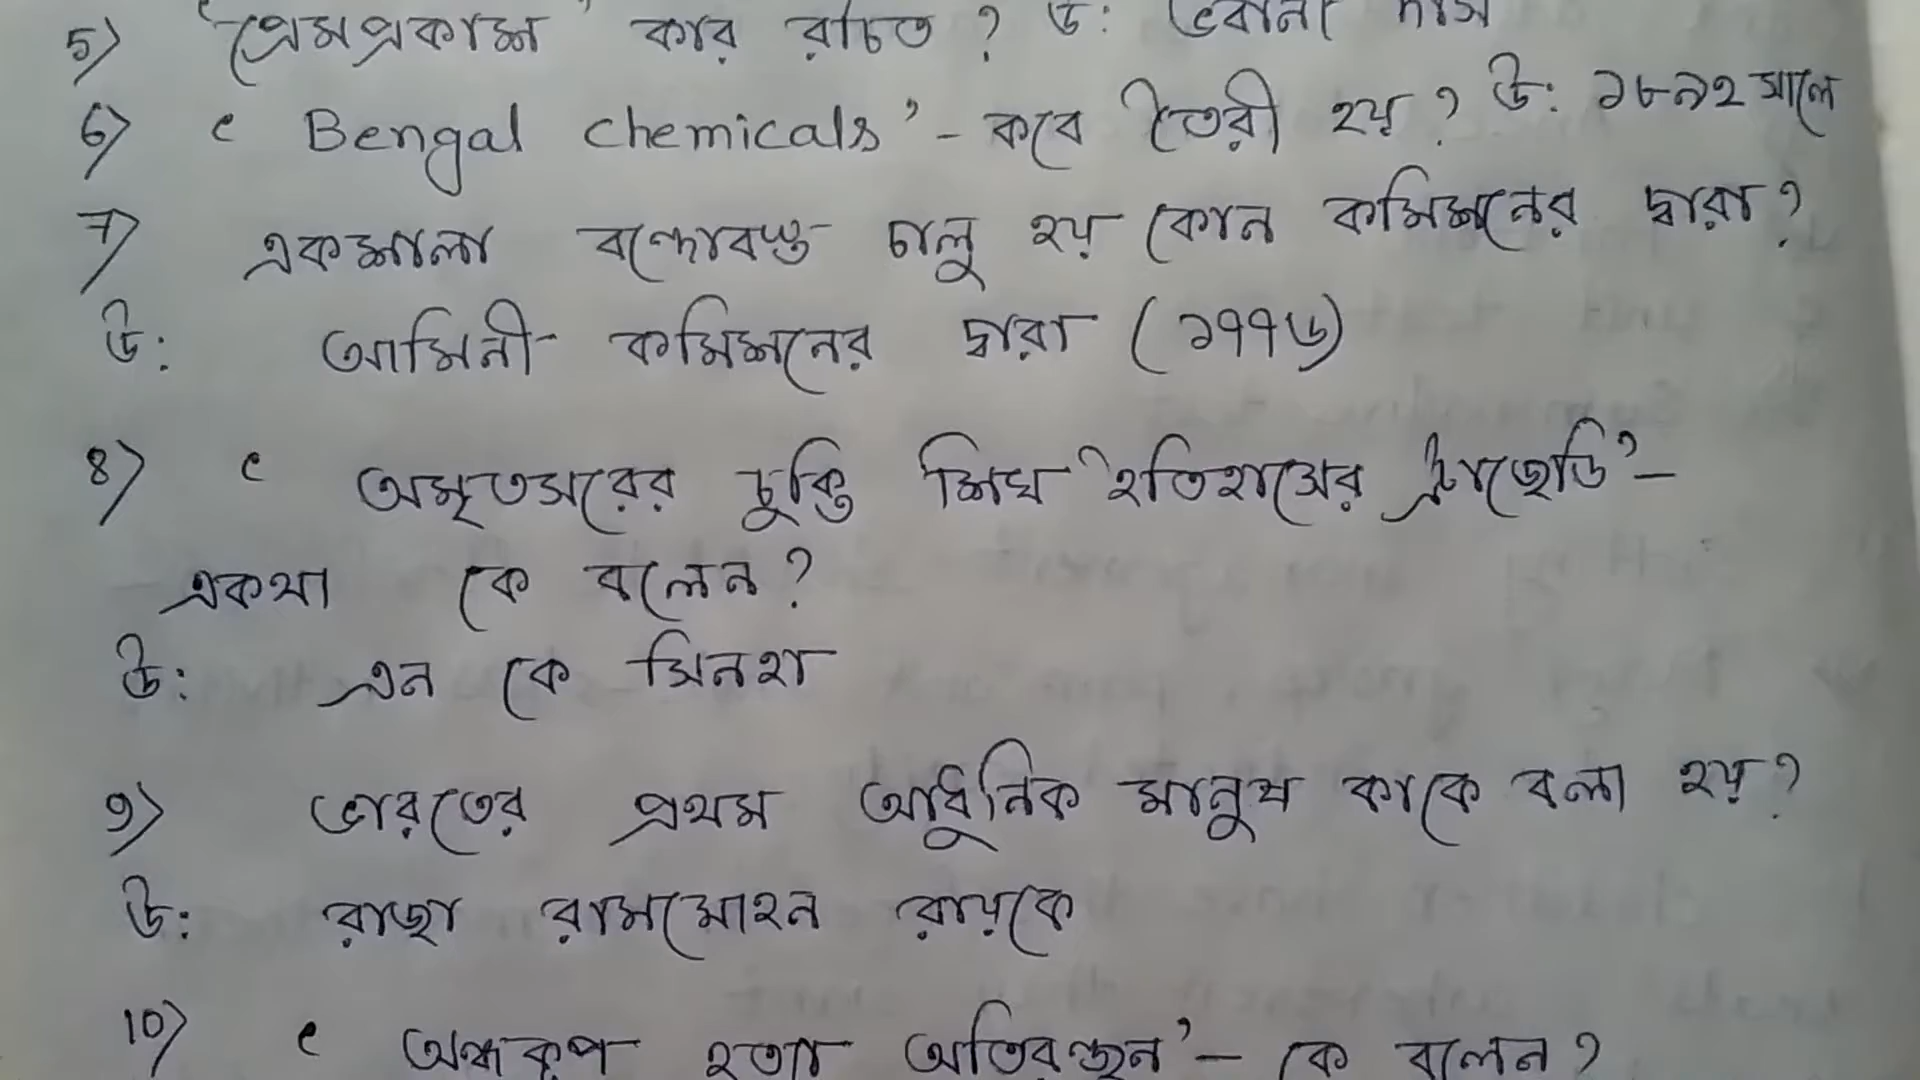 5) 'প্রেমপ্রকাশ' কার রচিত? উ: ভবানী দাস
6) 'Bengal chemicals' - কবে তৈরী হয়? উ: ১৮৯২ সালে
7) একশালা বন্দোবস্ত চালু হয় কোন কমিশনের দ্বারা?
উ: আমিনী কমিশনের দ্বারা (১৭৭৬)
8) 'অমৃতসরের চুক্তি শিখ ইতিহাসের ট্রাজেডি' -
একথা কে বলেন?
উ: এন কে সিনহা
9) ভারতের প্রথম আধুনিক মানুষ কাকে বলা হয়?
উ: রাজা রামমোহন রায়কে
10) 'অন্ধকূপ হত্যা অতিরঞ্জন' - কে বলেন?